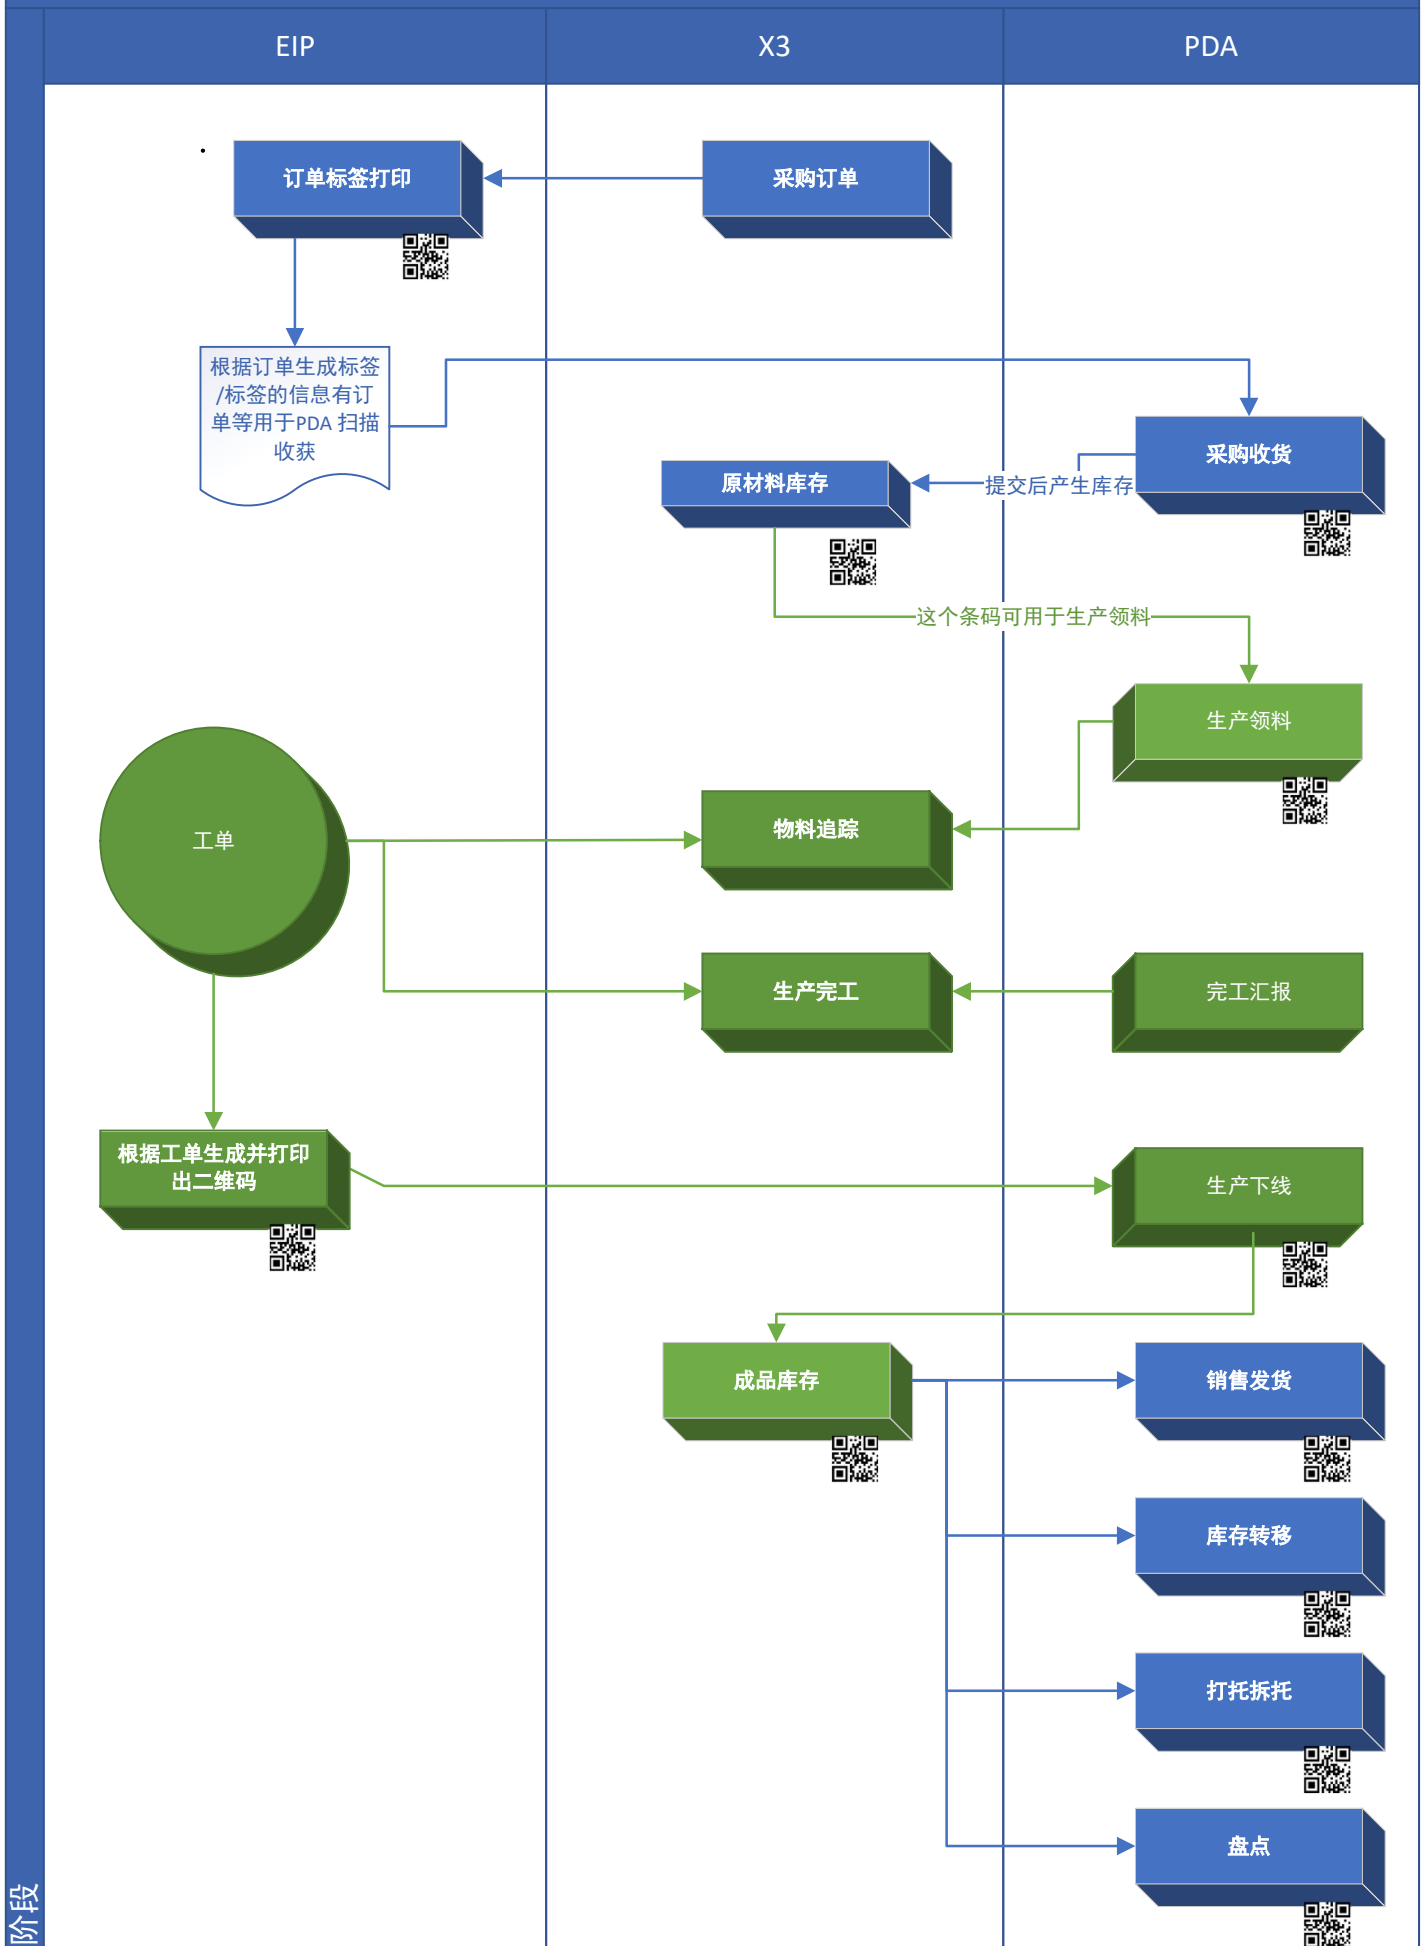 EIP
X3
PDA
订单标签打印
采购订单
根据订单生成标签
/标签的信息有订
单等用于PDA 扫描
收获
采购收货
原材料库存
提交后产生库存
这个条码可用于生产领料
生产领料
工单
物料追踪
生产完工
完工汇报
根据工单生成并打印
出二维码
生产下线
成品库存
销售发货
库存转移
打托拆托
盘点
阶段